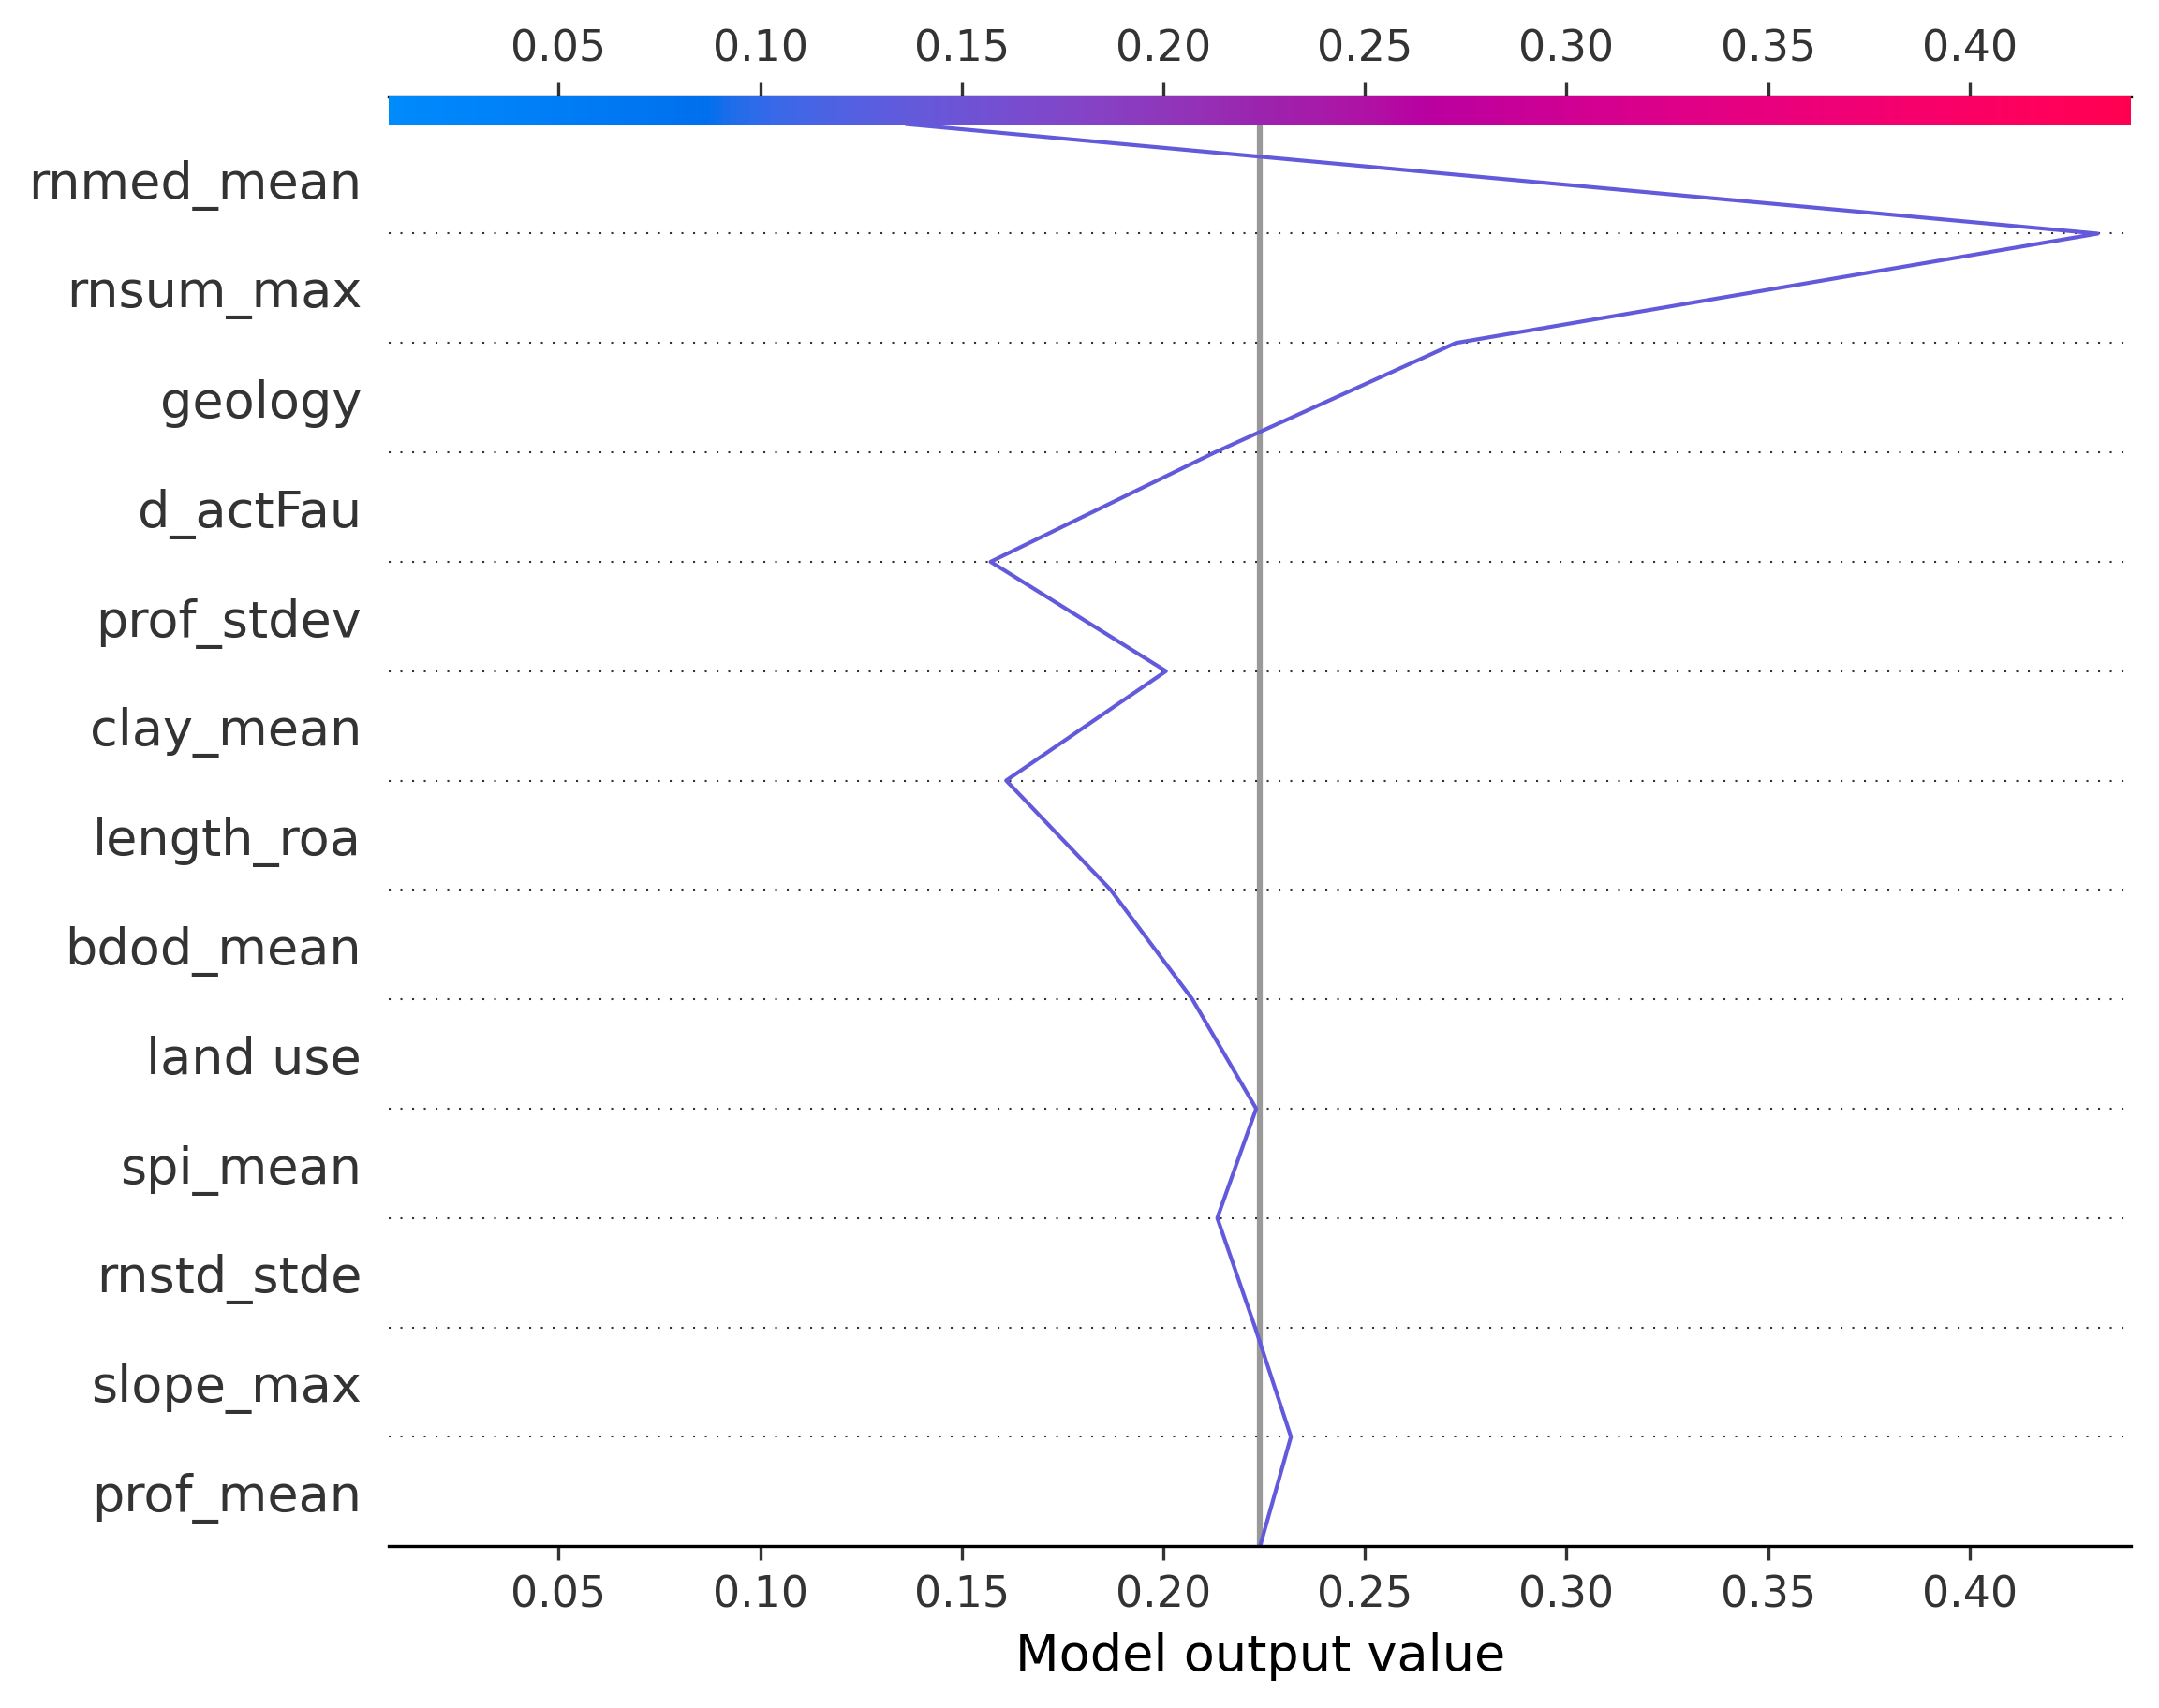 0.05 0.10 0.15 0.20 0.25 0.30 0.35 0.40
rnmed_mean
rnsum_max
geology
d_actFau
prof_stdev
clay_mean
length_roa
bdod_mean
land use
spi_mean
rnstd_stde
slope_max
prof_mean
0.05 0.10 0.15 0.20 0.25 0.30 0.35 0.40
Model output value